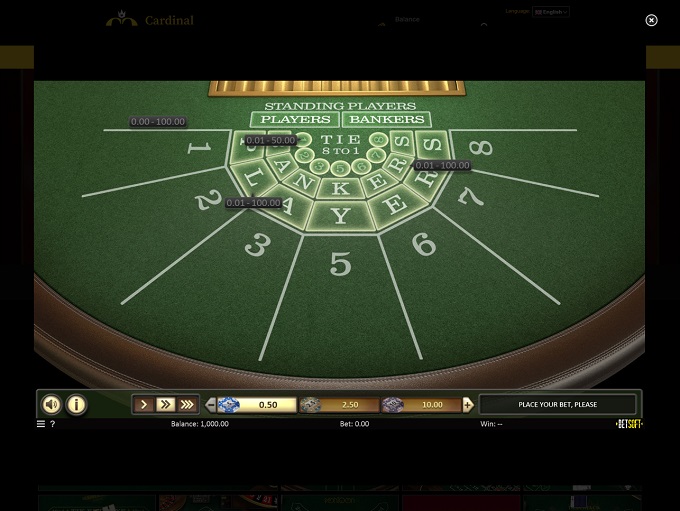 Cardinal
Balance
Language
English
STANDING PLAYERS
PLAYERS BANKERS
0.00 - 100.00
0.01 - 50.00
TIE
8 TO 1
0.01 - 100.00
0.01 - 100.00
BANKERS
PLAYERS
1
2
3
5
6
7
8
0.50
2.50
10.00
PLACE YOUR BET, PLEASE
Balance: 1,000.00
Bet: 0.00
Win: --
BETSOFT